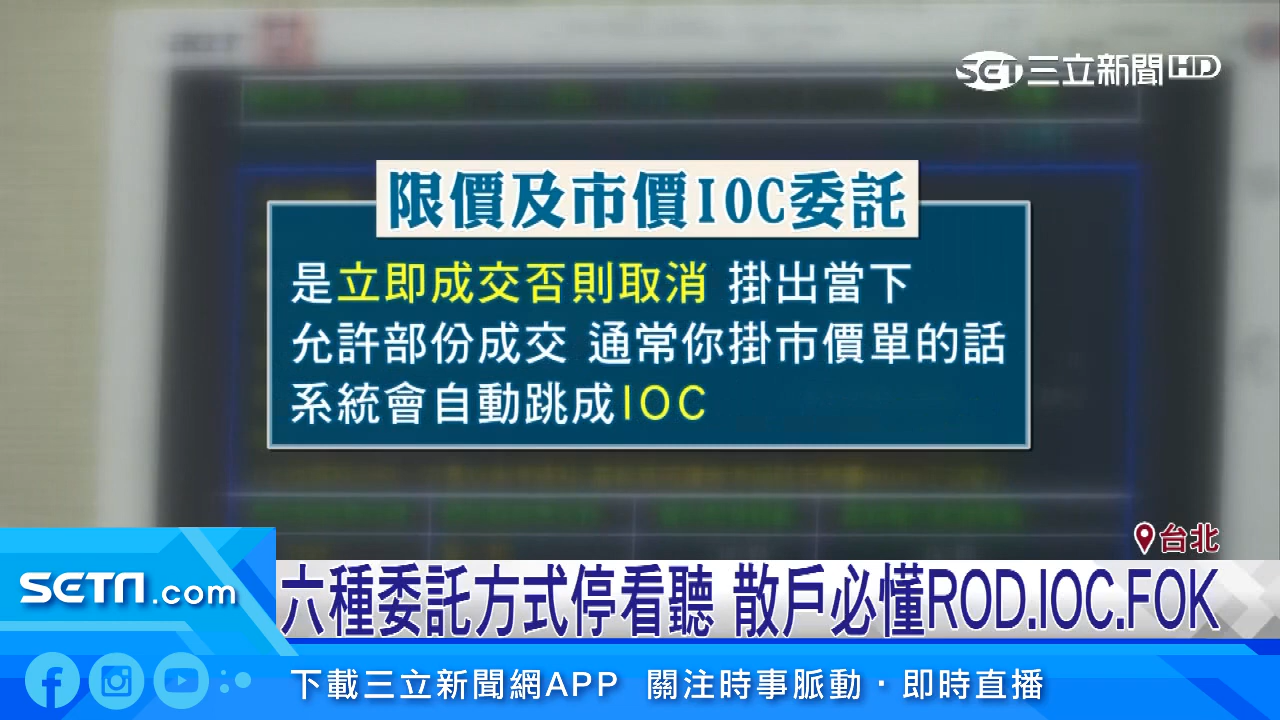 SET三立新聞HD
限價及市價IOC委託
是立即成交否則取消 掛出當下
允許部份成交 通常你掛市價單的話
系統會自動跳成IOC
台北
SETN.com
六種委託方式停看聽 散戶必懂ROD.IOC.FOK
下載三立新聞網APP 關注時事脈動·即時直播